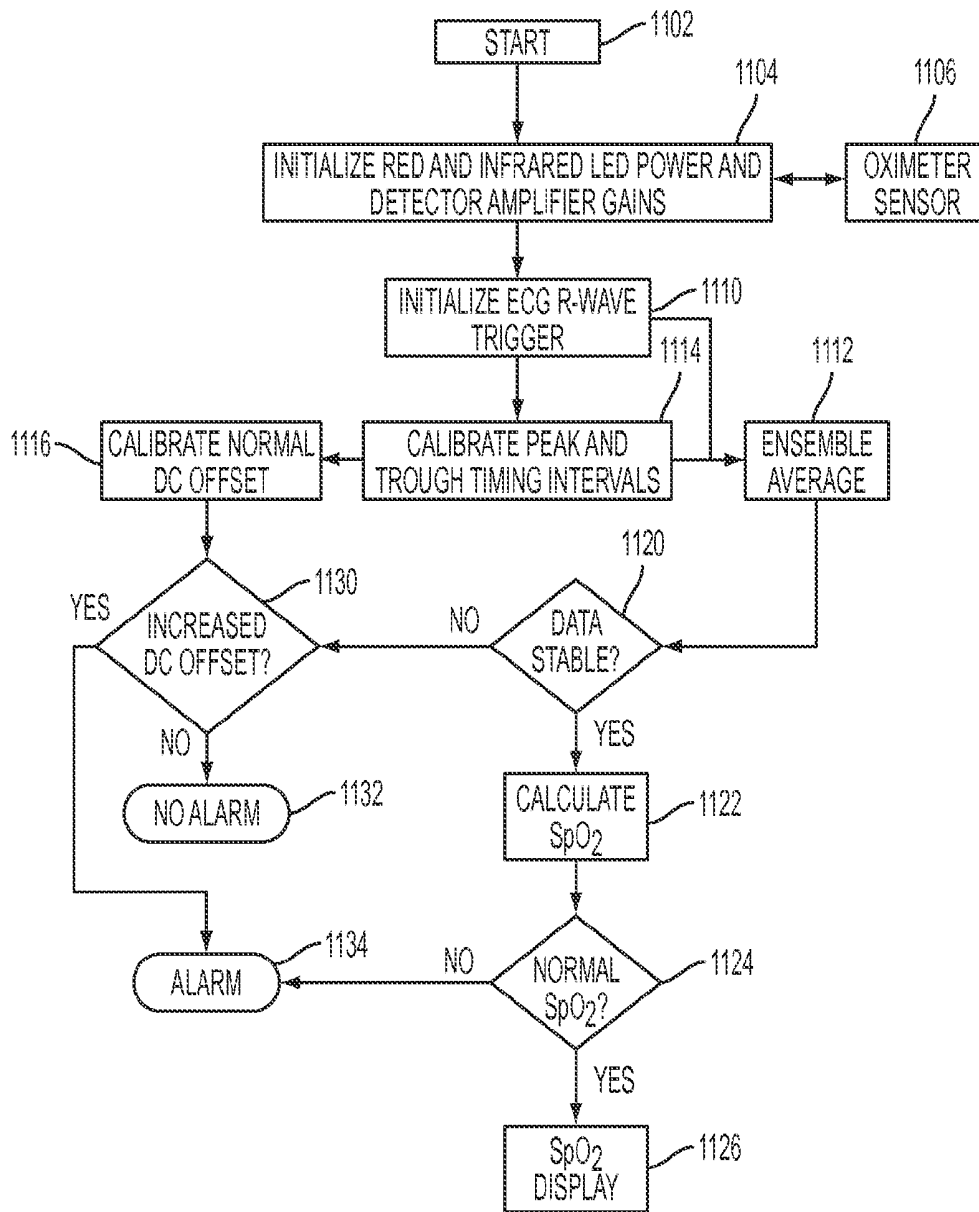 START
1102
1104
1106
INITIALIZE RED AND INFRARED LED POWER AND
DETECTOR AMPLIFIER GAINS
OXIMETER
SENSOR
INITIALIZE ECG R-WAVE
TRIGGER
1110
1114
1112
1116
CALIBRATE NORMAL
DC OFFSET
CALIBRATE PEAK AND
TROUGH TIMING INTERVALS
ENSEMBLE
AVERAGE
1130
1120
YES
INCREASED
DC OFFSET?
NO
DATA
STABLE?
NO
YES
NO ALARM
1132
CALCULATE
SpO₂
1122
1134
ALARM
NO
NORMAL
SpO₂?
1124
YES
SpO₂
DISPLAY
1126